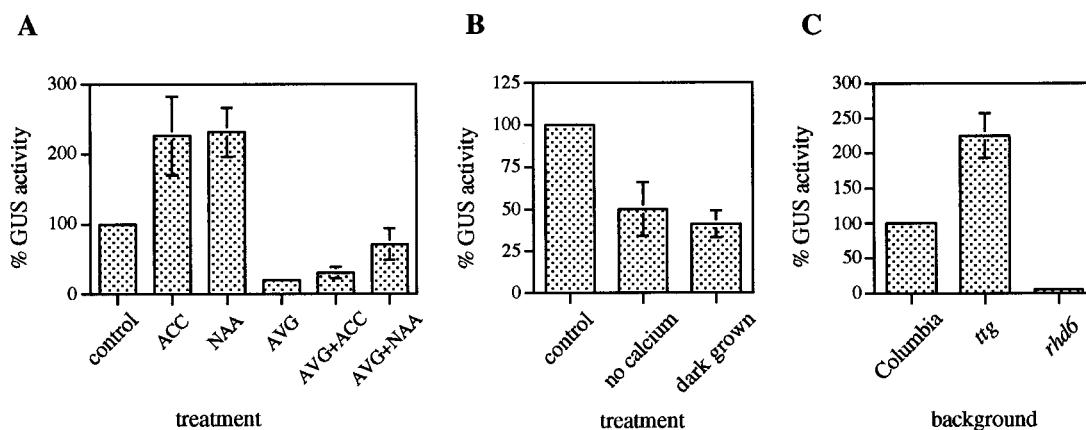 A
% GUS activity
300
200
100
0
control
ACC
NAA
AVG
AVG+ACC
AVG+NAA
treatment
B
% GUS activity
125
100
75
50
25
0
control
no calcium
dark grown
treatment
C
% GUS activity
300
250
200
150
100
50
0
Columbia
ttg
rhd6
background